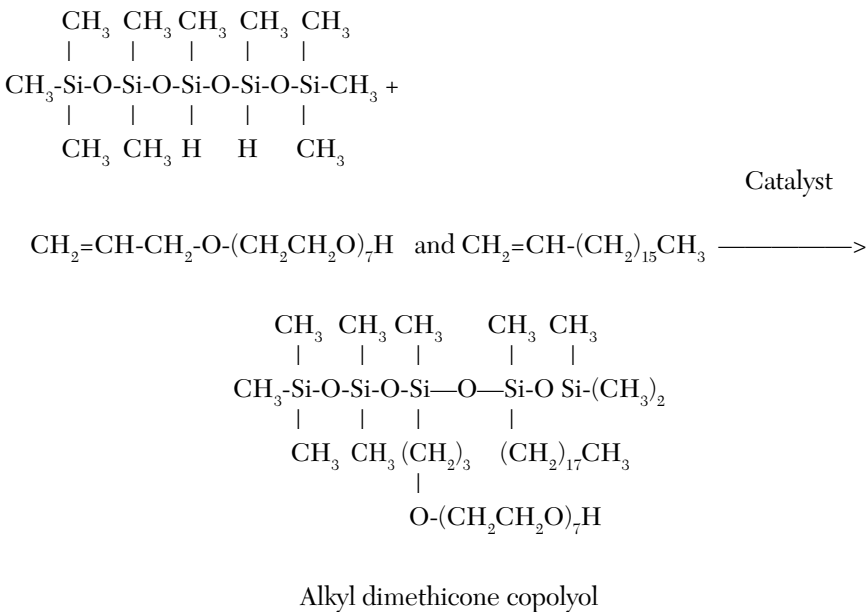 CH₃ CH₃ CH₃ CH₃ CH₃
| | | | |
CH₃-Si-O-Si-O-Si-O-Si-O-Si-CH₃ +
| | | | |
CH₃ CH₃ H H CH₃
Catalyst
CH₂=CH-CH₂-O-(CH₂CH₂O)₇H and CH₂=CH-(CH₂)₁₅CH₃ ——————>
CH₃ CH₃ CH₃ CH₃ CH₃
| | | | |
CH₃-Si-O-Si-O-Si—O—Si-O Si-(CH₃)₂
| | | |
CH₃ CH₃ (CH₂)₃ (CH₂)₁₇CH₃
|
O-(CH₂CH₂O)₇H
Alkyl dimethicone copolyol